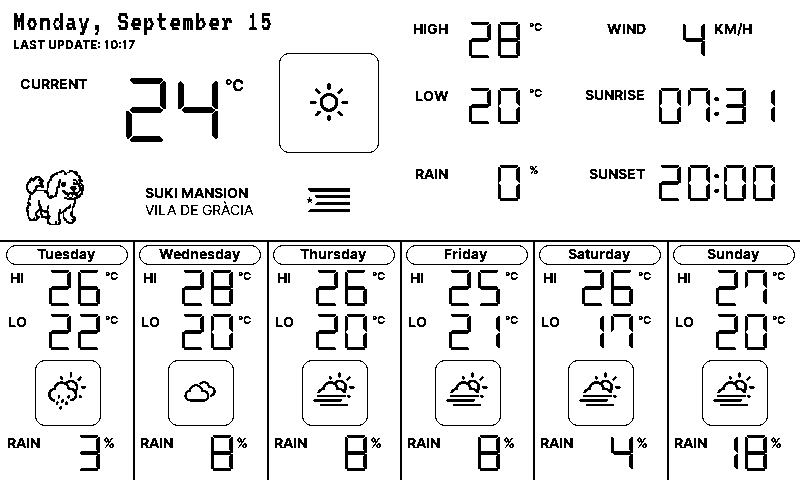 Monday, September 15
LAST UPDATE: 10:17
CURRENT 24 °C
HIGH 28 °C
WIND 4 KM/H
LOW 20 °C
SUNRISE 07:31
RAIN 0 %
SUNSET 20:00
SUKI MANSION
VILA DE GRÀCIA
Tuesday
HI 26 °C
LO 22 °C
RAIN 3 %
Wednesday
HI 28 °C
LO 20 °C
RAIN 8 %
Thursday
HI 26 °C
LO 20 °C
RAIN 8 %
Friday
HI 25 °C
LO 21 °C
RAIN 8 %
Saturday
HI 26 °C
LO 17 °C
RAIN 4 %
Sunday
HI 27 °C
LO 20 °C
RAIN 18 %